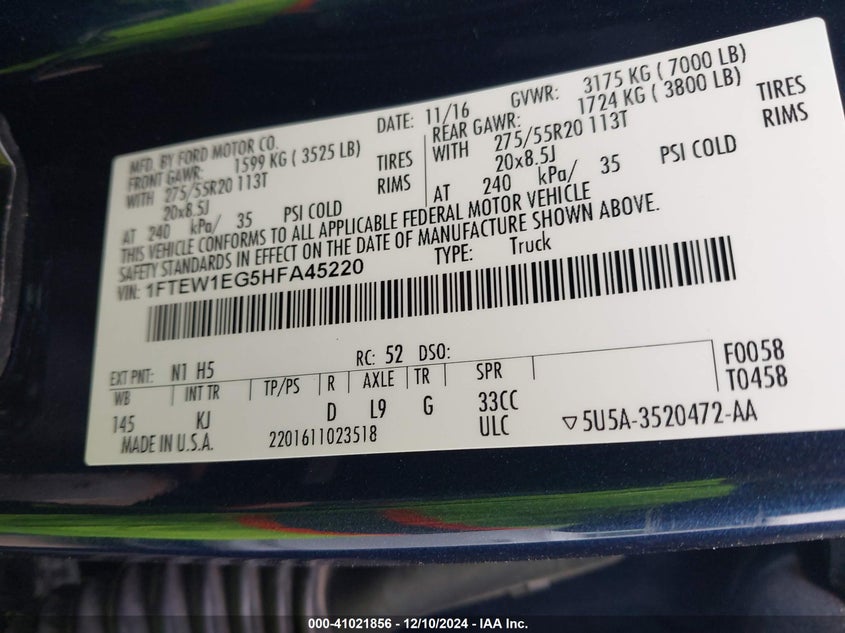 MFD. BY FORD MOTOR CO.
DATE: 11/16 GVWR: 3175 KG ( 7000 LB)
FRONT GAWR: 1599 KG ( 3525 LB) REAR GAWR: 1724 KG ( 3800 LB)
WITH 275/55R20 113T TIRES WITH 275/55R20 113T TIRES
20x8.5J RIMS 20x8.5J RIMS
AT 240 kPa/ 35 PSI COLD AT 240 kPa/ 35 PSI COLD
THIS VEHICLE CONFORMS TO ALL APPLICABLE FEDERAL MOTOR VEHICLE
SAFETY STANDARDS IN EFFECT ON THE DATE OF MANUFACTURE SHOWN ABOVE.
VIN: 1FTEW1EG5HFA45220 TYPE: Truck
EXT PNT: N1 H5 RC: 52 DSO:
WB INT TR TP/PS R AXLE TR SPR F0058
T0458
145 KJ D L9 G 33CC
MADE IN U.S.A. 2201611023518 ULC ▽5U5A-3520472-AA
000-41021856 - 12/10/2024 - IAA Inc.